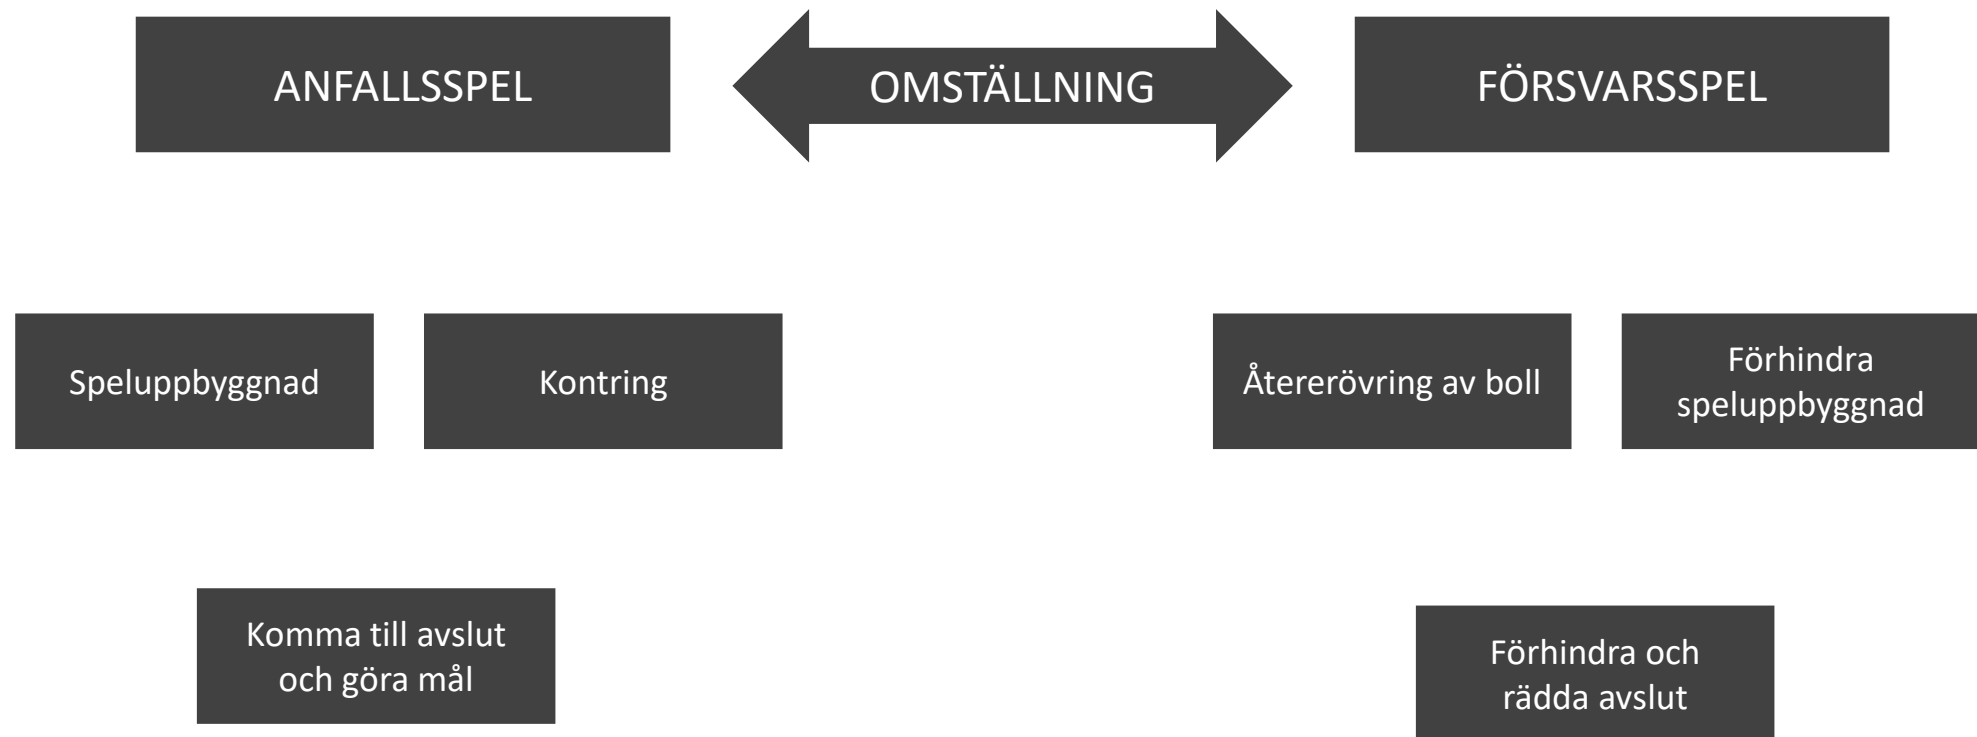 ANFALLSSPEL
OMSTÄLLNING
FÖRSVARSSPEL
Speluppbyggnad
Kontring
Återerövring av boll
Förhindra
speluppbyggnad
Komma till avslut
och göra mål
Förhindra och
rädda avslut